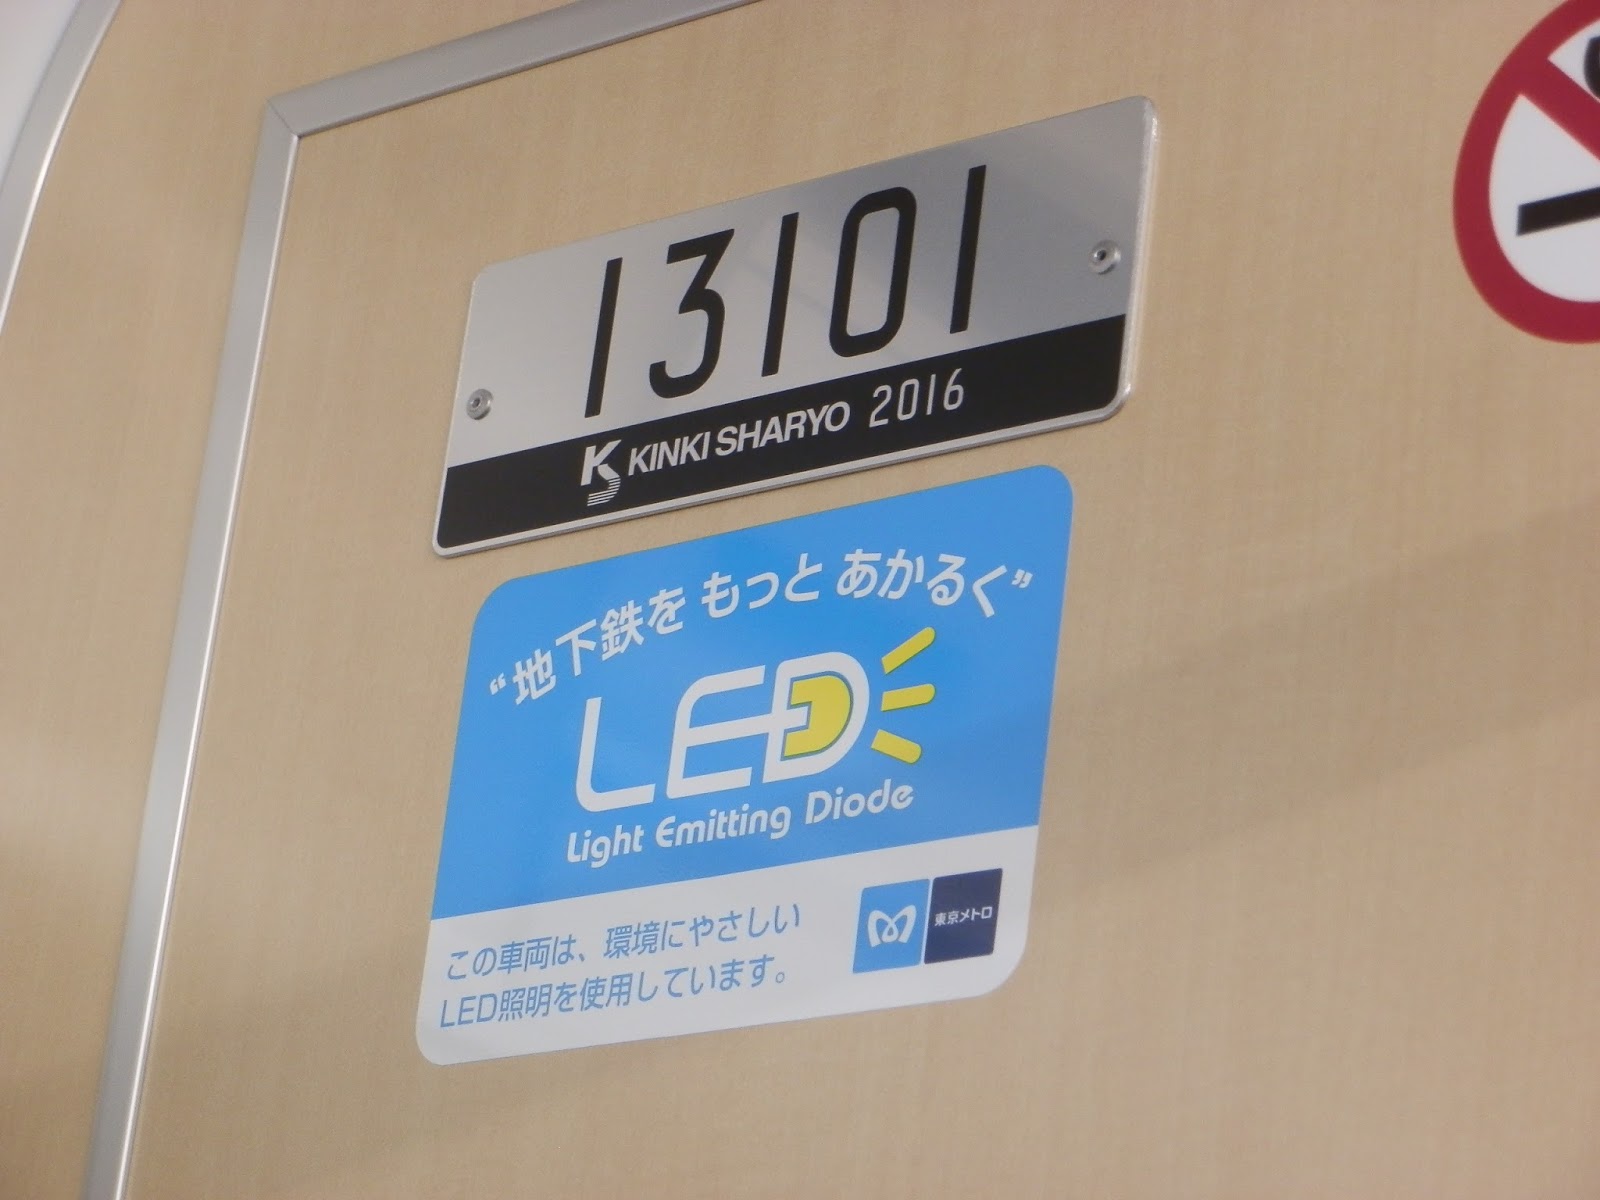 13101
KS KINKI SHARYO 2016
“地下鉄を もっと あかるく”
LED
Light Emitting Diode
この車両は、環境にやさしい
LED照明を使用しています。
東京メトロ